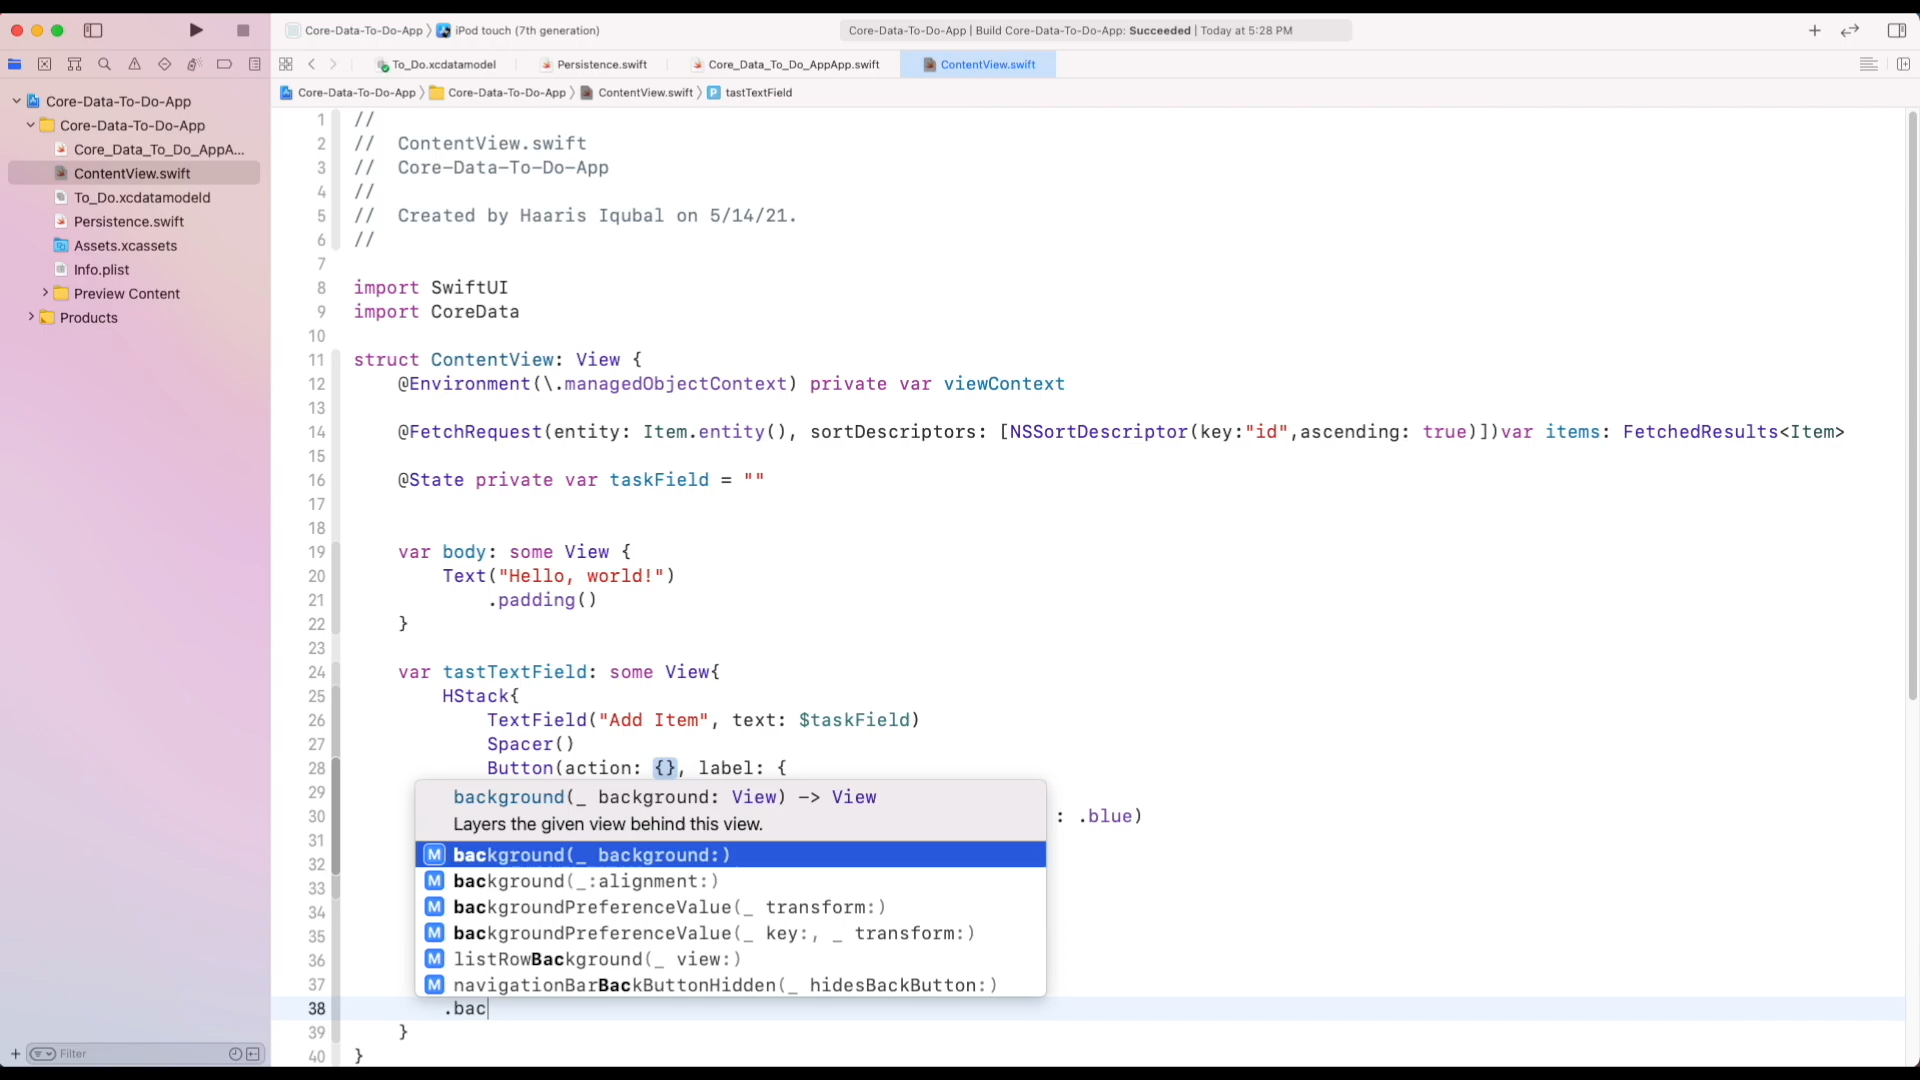 Core-Data-To-Do-App
iPod touch (7th generation)
Core-Data-To-Do-App | Build Core-Data-To-Do-App: Succeeded | Today at 5:28 PM
To_Do.xcdatamodel
Persistence.swift
Core_Data_To_Do_AppApp.swift
ContentView.swift
Core-Data-To-Do-App
Core-Data-To-Do-App
ContentView.swift
P tastTextField
Core-Data-To-Do-App
Core-Data-To-Do-App
Core_Data_To_Do_AppA...
ContentView.swift
To_Do.xcdatamodeld
Persistence.swift
Assets.xcassets
Info.plist
Preview Content
Products
Filter
1 //
2 //  ContentView.swift
3 //  Core-Data-To-Do-App
4 //
5 //  Created by Haaris Iqubal on 5/14/21.
6 //
7
8 import SwiftUI
9 import CoreData
10
11 struct ContentView: View {
12     @Environment(\.managedObjectContext) private var viewContext
13
14     @FetchRequest(entity: Item.entity(), sortDescriptors: [NSSortDescriptor(key:"id",ascending: true)])var items: FetchedResults<Item>
15
16     @State private var taskField = ""
17
18
19     var body: some View {
20         Text("Hello, world!")
21             .padding()
22     }
23
24     var tastTextField: some View{
25         HStack{
26             TextField("Add Item", text: $taskField)
27             Spacer()
28             Button(action: {}, label: {
29
30 : .blue)
31
32
33
34
35
36
37
38         .bac
39     }
40 }
background(_ background: View) -> View
Layers the given view behind this view.
M background(_ background:)
M background(_:alignment:)
M backgroundPreferenceValue(_ transform:)
M backgroundPreferenceValue(_ key:, _ transform:)
M listRowBackground(_ view:)
M navigationBarBackButtonHidden(_ hidesBackButton:)